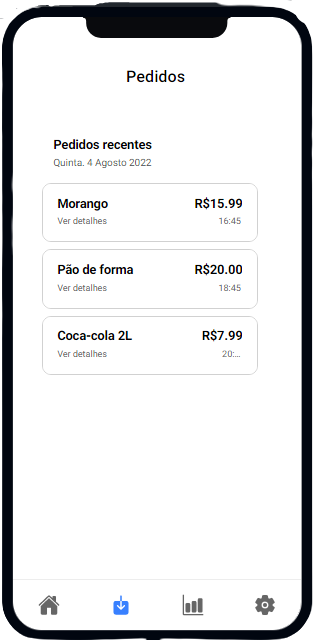 Pedidos
Pedidos recentes
Quinta. 4 Agosto 2022
Morango R$15.99
Ver detalhes 16:45
Pão de forma R$20.00
Ver detalhes 18:45
Coca-cola 2L R$7.99
Ver detalhes 20:...